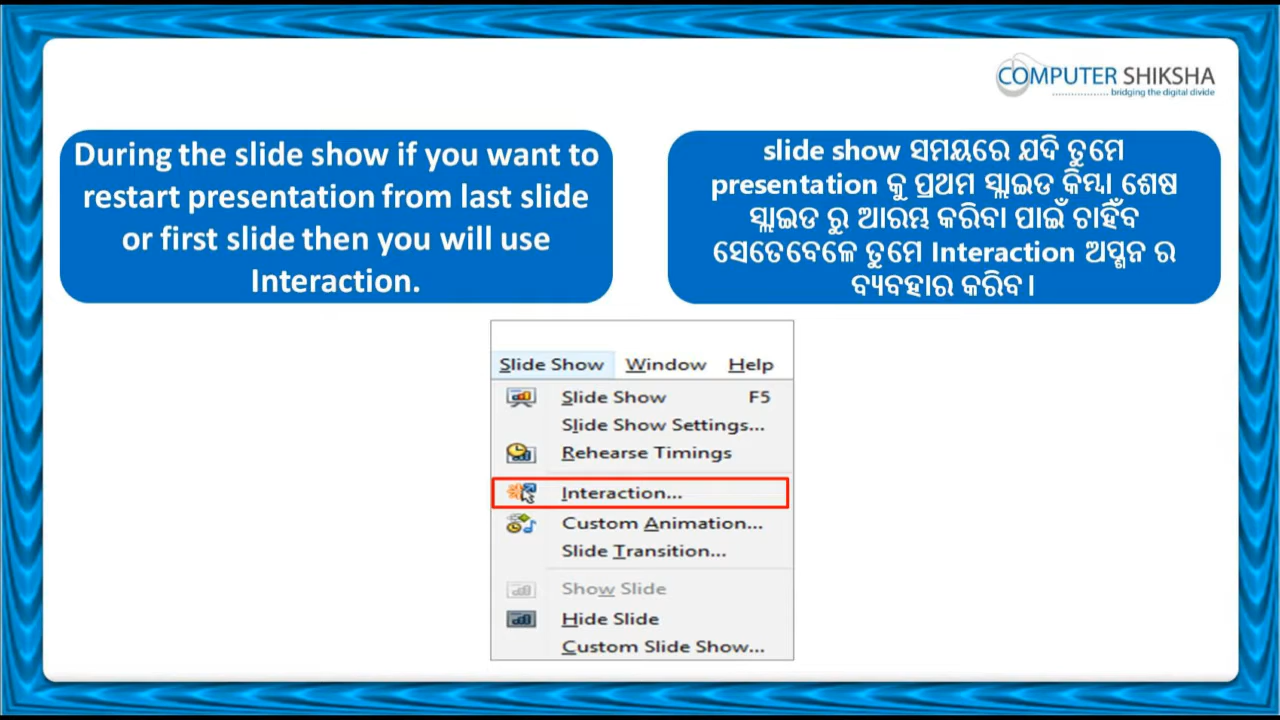 COMPUTER SHIKSHA
bridging the digital divide
During the slide show if you want to
restart presentation from last slide
or first slide then you will use
Interaction.
slide show ସମୟରେ ଯଦି ତୁମେ
presentation କୁ ପ୍ରଥମ ସ୍ଲାଇଡ କିମ୍ବା ଶେଷ
ସ୍ଲାଇଡ ରୁ ଆରମ୍ଭ କରିବା ପାଇଁ ଚାହିଁବ
ସେତେବେଳେ ତୁମେ Interaction ଅପ୍ସନ ର
ବ୍ୟବହାର କରିବ।
Slide Show Window Help
Slide Show F5
Slide Show Settings...
Rehearse Timings
Interaction...
Custom Animation...
Slide Transition...
Show Slide
Hide Slide
Custom Slide Show...